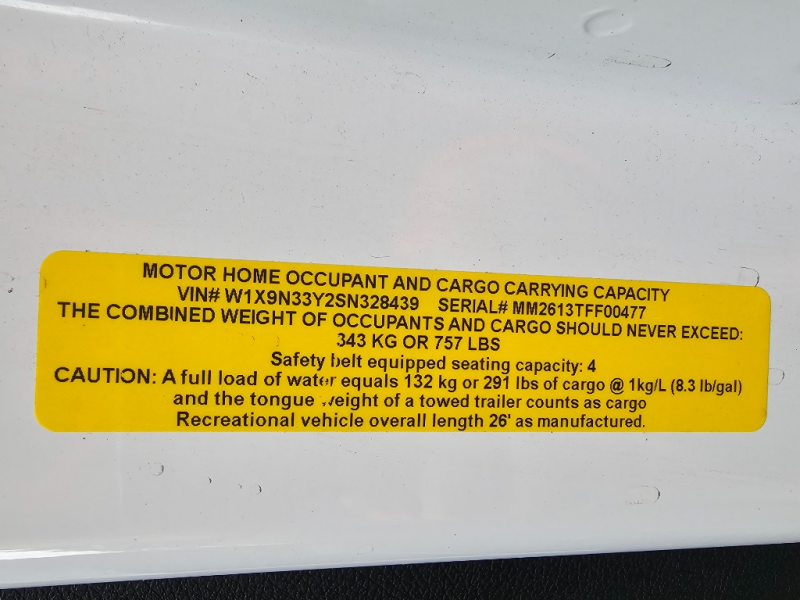 MOTOR HOME OCCUPANT AND CARGO CARRYING CAPACITY
VIN# W1X9N33Y2SN328439 SERIAL# MM2613TFF00477
THE COMBINED WEIGHT OF OCCUPANTS AND CARGO SHOULD NEVER EXCEED:
343 KG OR 757 LBS
Safety belt equipped seating capacity: 4
CAUTION: A full load of water equals 132 kg or 291 lbs of cargo @ 1kg/L (8.3 lb/gal)
and the tongue weight of a towed trailer counts as cargo
Recreational vehicle overall length 26' as manufactured.